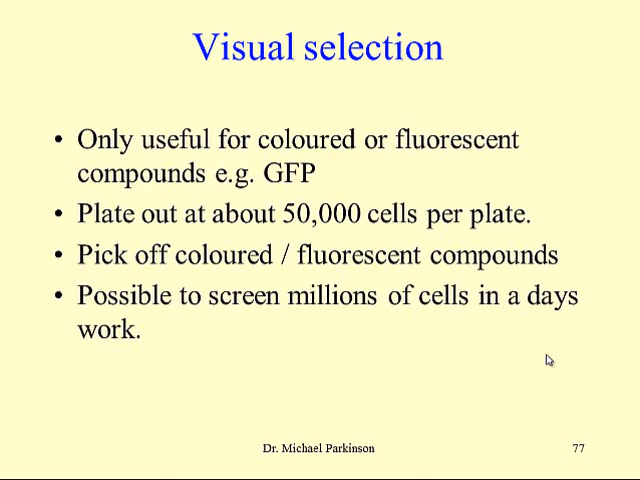 Visual selection
• Only useful for coloured or fluorescent
compounds e.g. GFP
• Plate out at about 50,000 cells per plate.
• Pick off coloured / fluorescent compounds
• Possible to screen millions of cells in a days
work.
Dr. Michael Parkinson 77